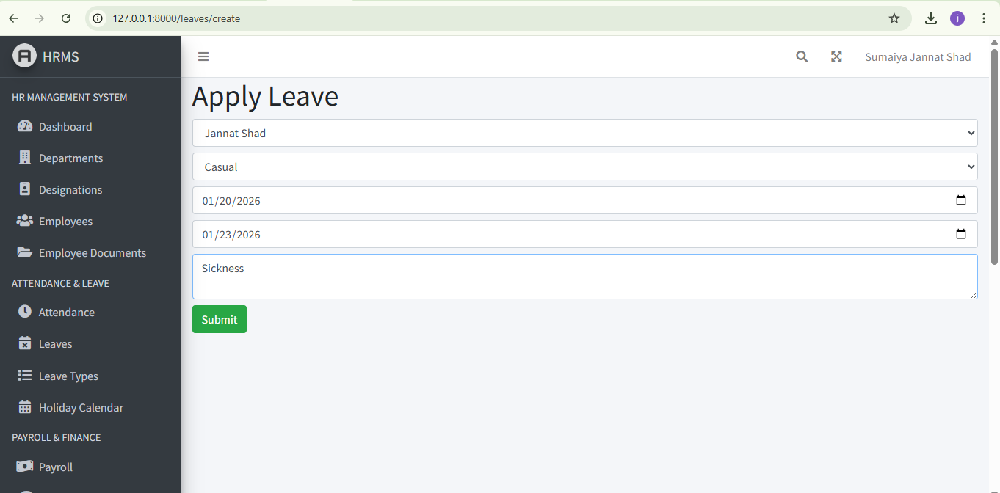 127.0.0.1:8000/leaves/create
j
A HRMS
Sumaiya Jannat Shad
HR MANAGEMENT SYSTEM
Dashboard
Departments
Designations
Employees
Employee Documents
ATTENDANCE & LEAVE
Attendance
Leaves
Leave Types
Holiday Calendar
PAYROLL & FINANCE
Payroll
Apply Leave
Jannat Shad
Casual
01/20/2026
01/23/2026
Sickness
Submit